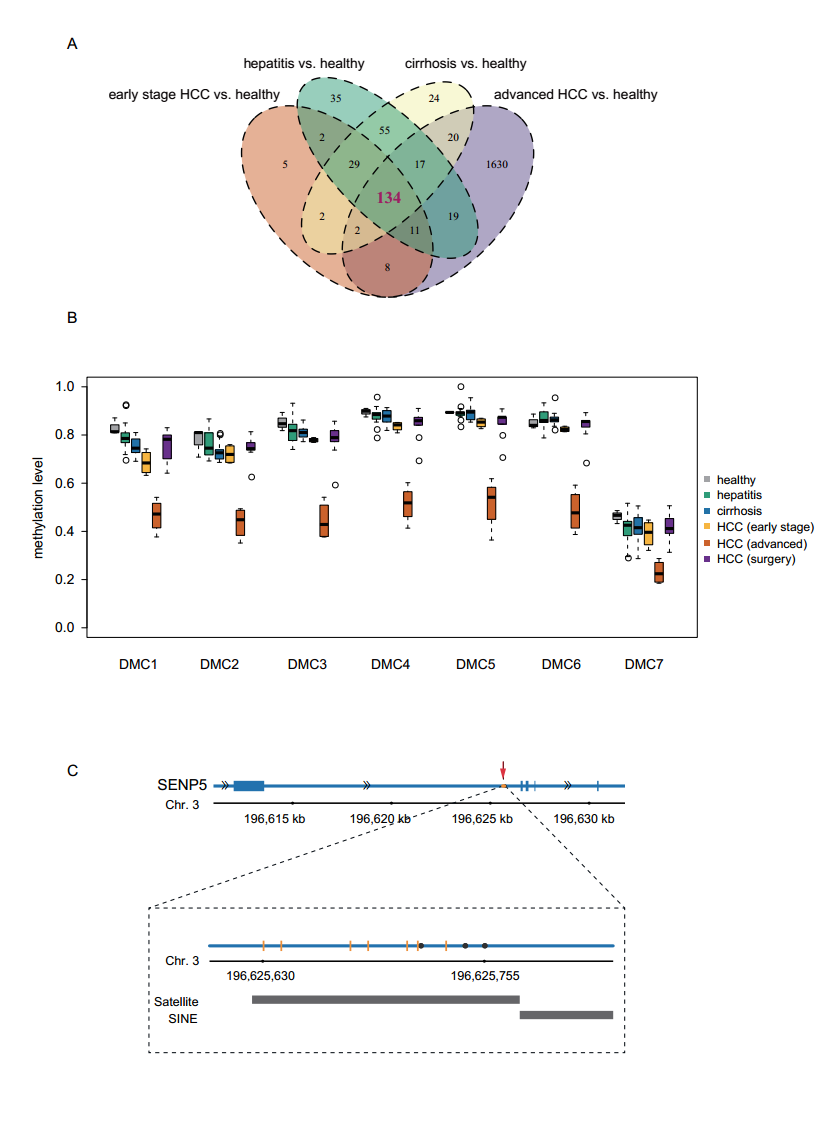 A
hepatitis vs. healthy
cirrhosis vs. healthy
early stage HCC vs. healthy
advanced HCC vs. healthy
35
24
2
55
20
5
29
17
1630
134
2
2
11
19
8
B
1.0
0.8
0.6
0.4
0.2
0.0
methylation level
healthy
hepatitis
cirrhosis
HCC (early stage)
HCC (advanced)
HCC (surgery)
DMC1
DMC2
DMC3
DMC4
DMC5
DMC6
DMC7
C
SENP5
Chr. 3
196,615 kb
196,620 kb
196,625 kb
196,630 kb
Chr. 3
196,625,630
196,625,755
Satellite
SINE